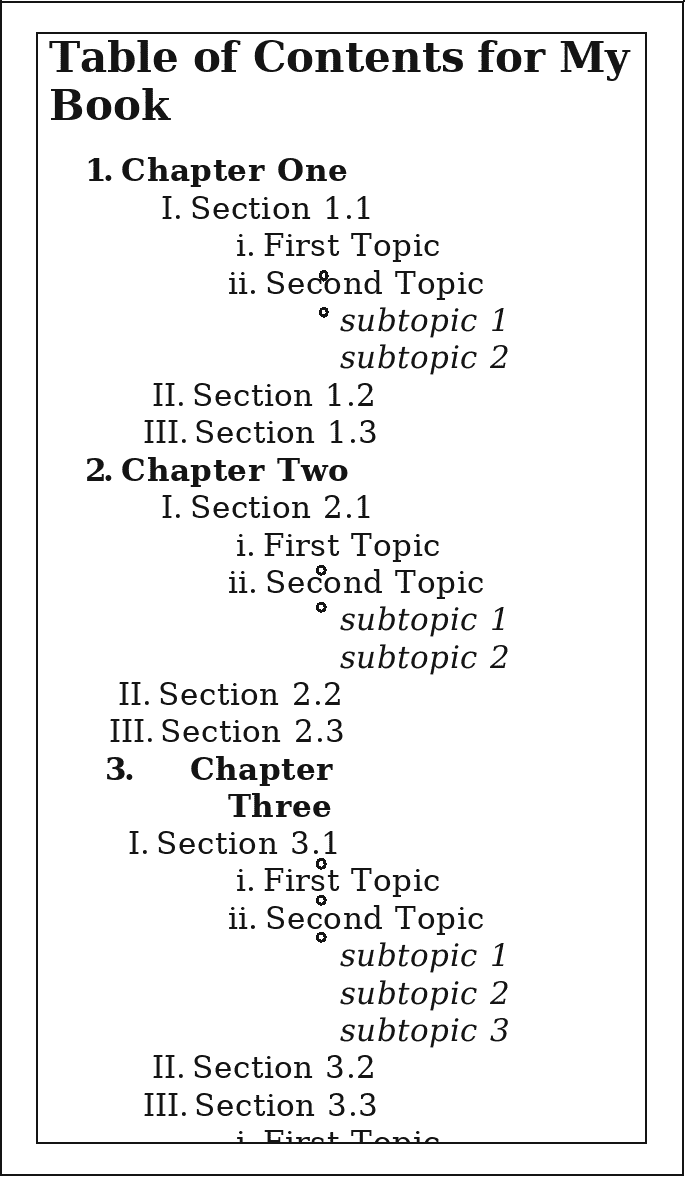 Table of Contents for My
Book
1. Chapter One
I. Section 1.1
i. First Topic
ii. Second Topic
subtopic 1
subtopic 2
II. Section 1.2
III. Section 1.3
2. Chapter Two
I. Section 2.1
i. First Topic
ii. Second Topic
subtopic 1
subtopic 2
II. Section 2.2
III. Section 2.3
3. Chapter
Three
I. Section 3.1
i. First Topic
ii. Second Topic
subtopic 1
subtopic 2
subtopic 3
II. Section 3.2
III. Section 3.3
i. First Topic